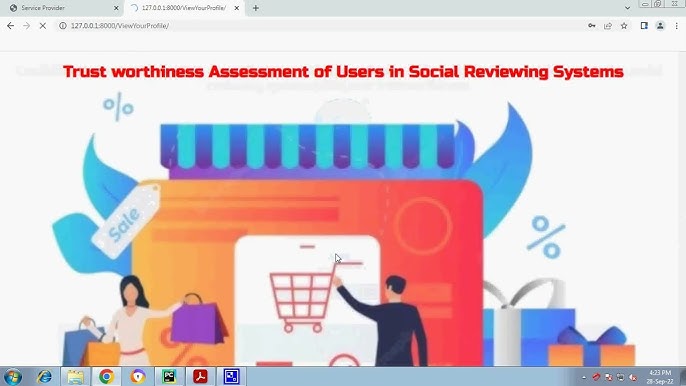 Service Provider
127.0.0.1:8000/ViewYourProfile/
127.0.0.1:8000/ViewYourProfile/
Trust worthiness Assessment of Users in Social Reviewing Systems
%
Sale
%
%
PC
4:23 PM
28-Sep-22